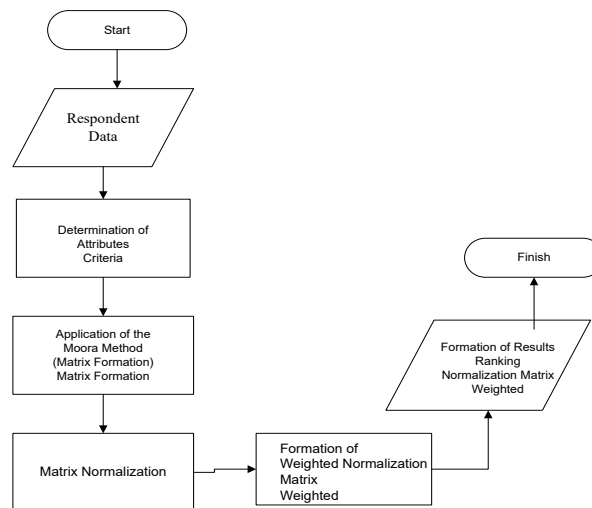 Start
Respondent
Data
Determination of
Attributes
Criteria
Application of the
Moora Method
(Matrix Formation)
Matrix Formation
Matrix Normalization
Formation of
Weighted Normalization
Matrix
Weighted
Formation of Results
Ranking
Normalization Matrix
Weighted
Finish